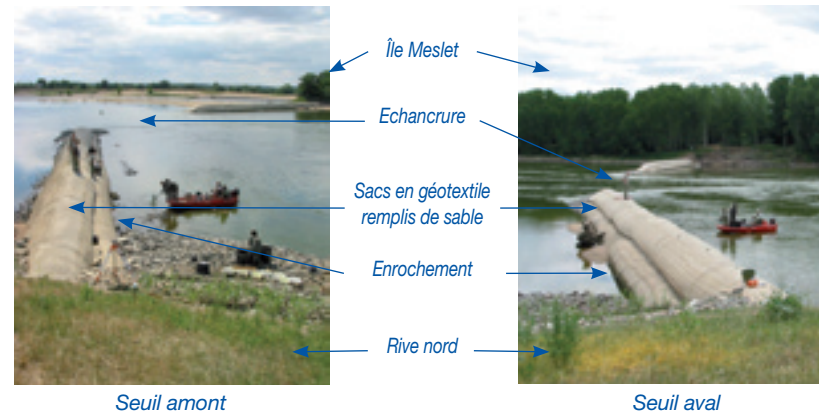 Île Meslet
Echancrure
Sacs en géotextile
remplis de sable
Enrochement
Rive nord
Seuil amont
Seuil aval